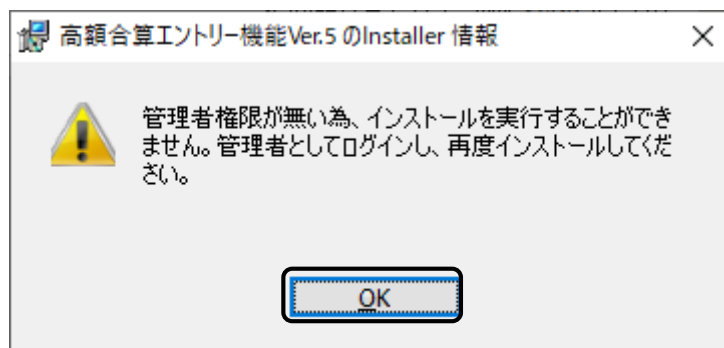 高額合算エントリー機能Ver.5 のInstaller 情報
管理者権限が無い為、インストールを実行することができ
ません。管理者としてログインし、再度インストールしてくだ
さい。
OK